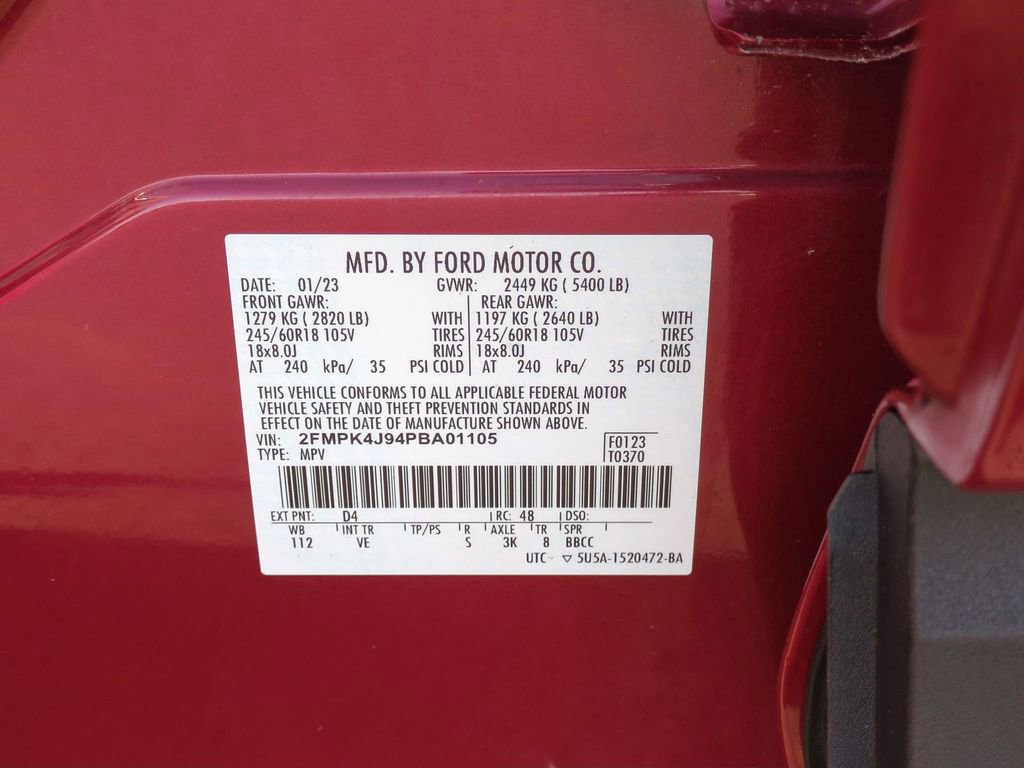 MFD. BY FORD MOTOR CO.
DATE: 01/23 GVWR: 2449 KG ( 5400 LB)
FRONT GAWR: REAR GAWR:
1279 KG ( 2820 LB) WITH 1197 KG ( 2640 LB) WITH
245/60R18 105V TIRES 245/60R18 105V TIRES
18x8.0J RIMS 18x8.0J RIMS
AT 240 kPa/ 35 PSI COLD AT 240 kPa/ 35 PSI COLD
THIS VEHICLE CONFORMS TO ALL APPLICABLE FEDERAL MOTOR
VEHICLE SAFETY AND THEFT PREVENTION STANDARDS IN
EFFECT ON THE DATE OF MANUFACTURE SHOWN ABOVE.
VIN: 2FMPK4J94PBA01105 F0123
TYPE: MPV T0370
EXT PNT: D4 RC: 48 DSO:
WB INT TR TP/PS R AXLE TR SPR
112 VE S 3K 8 BBCC
UTC ▽ 5U5A-1520472-BA